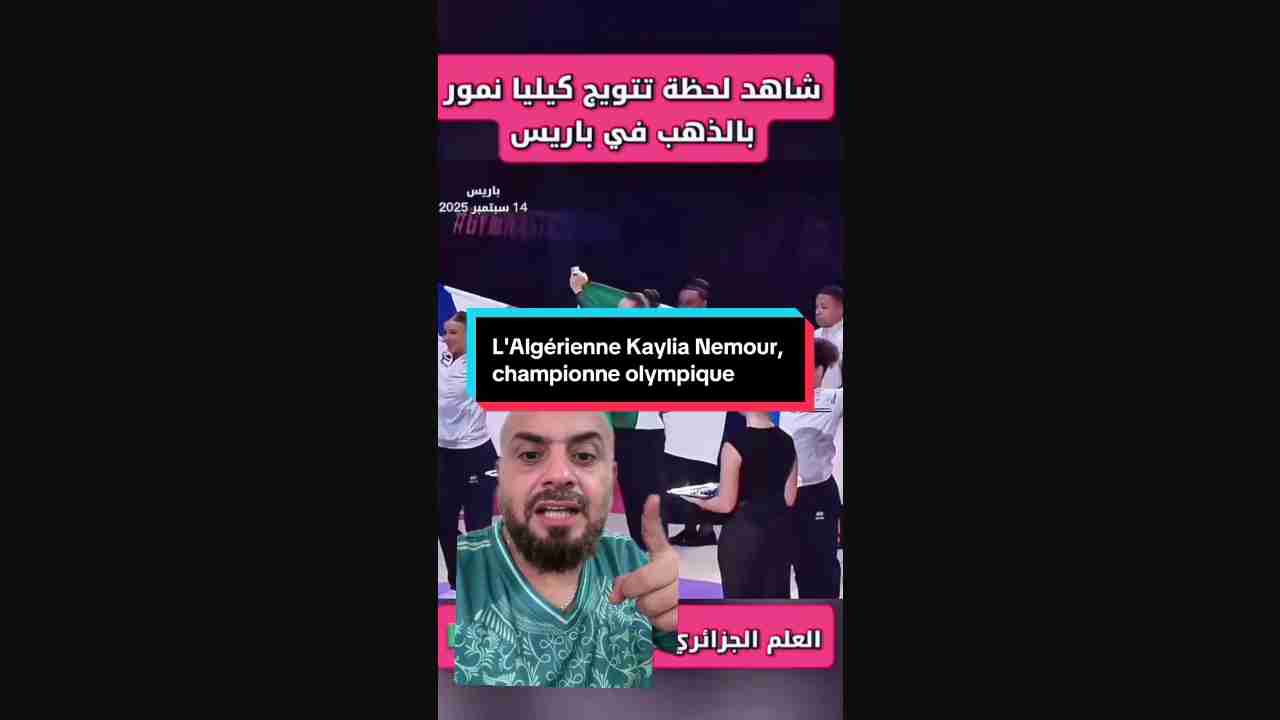 شاهد لحظة تتويج كيليا نمور
بالذهب في باريس
باريس
14 سبتمبر 2025
L'Algérienne Kaylia Nemour,
championne olympique
العلم الجزائري